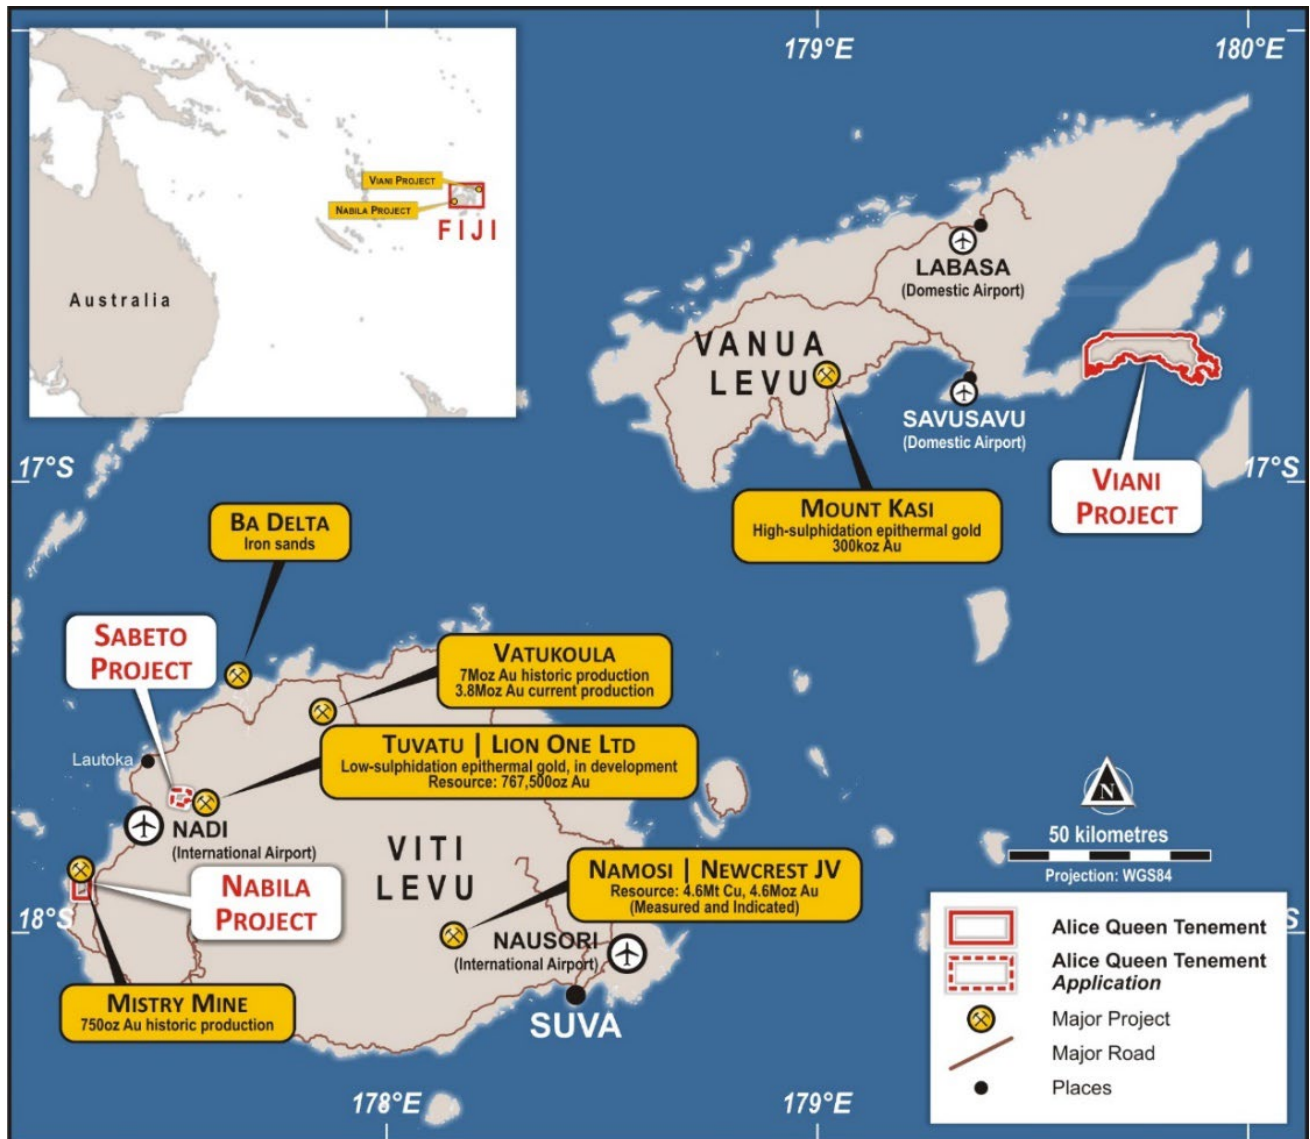 179°E
180°E
VIANI PROJECT
NABILA PROJECT
FIJI
Australia
LABASA
(Domestic Airport)
VANUA
LEVU
SAVUSAVU
(Domestic Airport)
17°S
17°S
VIANI
PROJECT
MOUNT KASI
High-sulphidation epithermal gold
300koz Au
BA DELTA
Iron sands
SABETO
PROJECT
VATUKOULA
7Moz Au historic production
3.8Moz Au current production
TUVATU | LION ONE LTD
Low-sulphidation epithermal gold, in development
Resource: 767,500oz Au
Lautoka
NADI
(International Airport)
VITI
LEVU
N
50 kilometres
Projection: WGS84
NAMOSI | NEWCREST JV
Resource: 4.6Mt Cu, 4.6Moz Au
(Measured and Indicated)
NABILA
PROJECT
18°S
S
NAUSORI
(International Airport)
MISTRY MINE
750oz Au historic production
SUVA
Alice Queen Tenement
Alice Queen Tenement
Application
Major Project
Major Road
Places
178°E
179°E